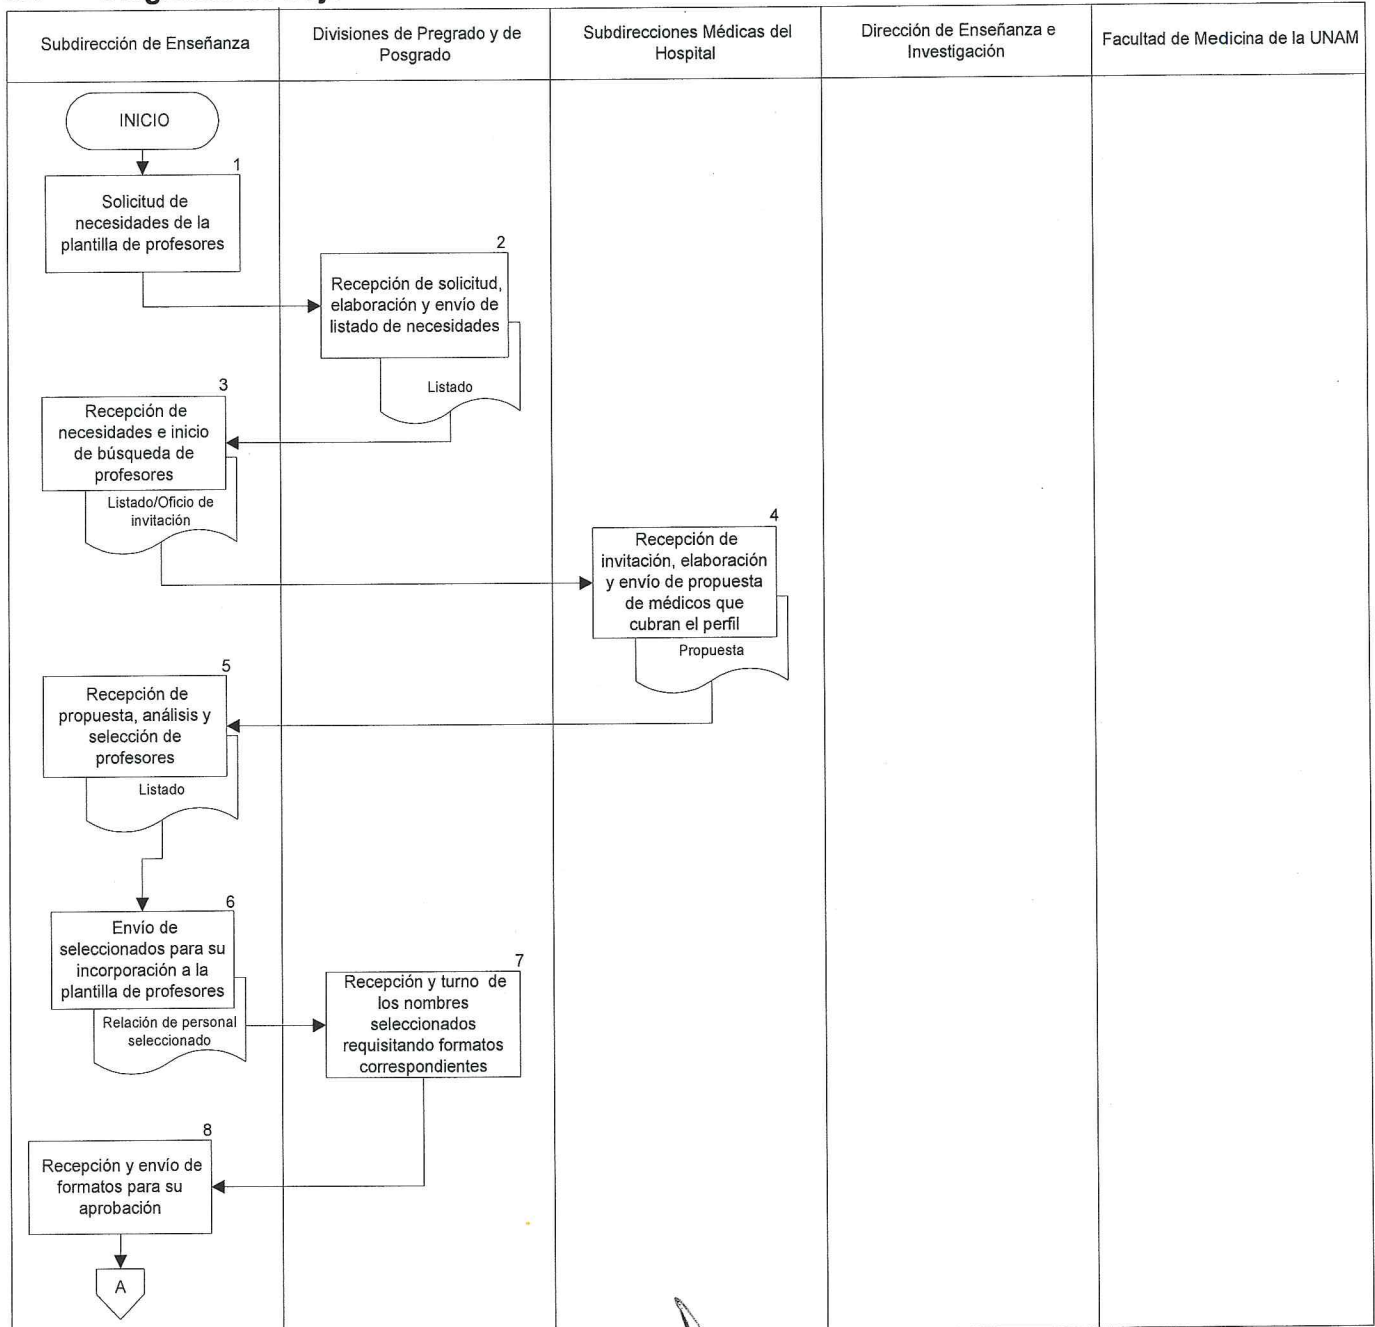 Subdirección de Enseñanza
Divisiones de Pregrado y de
Posgrado
Subdirecciones Médicas del
Hospital
Dirección de Enseñanza e
Investigación
Facultad de Medicina de la UNAM
INICIO
1
Solicitud de
necesidades de la
plantilla de profesores
2
Recepción de solicitud,
elaboración y envío de
listado de necesidades
Listado
3
Recepción de
necesidades e inicio
de búsqueda de
profesores
Listado/Oficio de
invitación
4
Recepción de
invitación, elaboración
y envío de propuesta
de médicos que
cubran el perfil
Propuesta
5
Recepción de
propuesta, análisis y
selección de
profesores
Listado
6
Envío de
seleccionados para su
incorporación a la
plantilla de profesores
Relación de personal
seleccionado
7
Recepción y turno de
los nombres
seleccionados
requisitando formatos
correspondientes
8
Recepción y envío de
formatos para su
aprobación
A